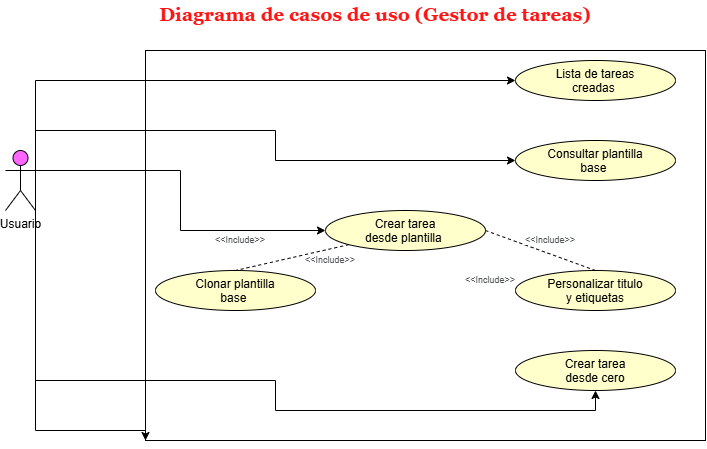 Diagrama de casos de uso (Gestor de tareas)
Lista de tareas
creadas
Consultar plantilla
base
Usuario
Crear tarea
desde plantilla
<<Include>>
<<Include>>
<<Include>>
Clonar plantilla
base
<<Include>>
Personalizar titulo
y etiquetas
Crear tarea
desde cero